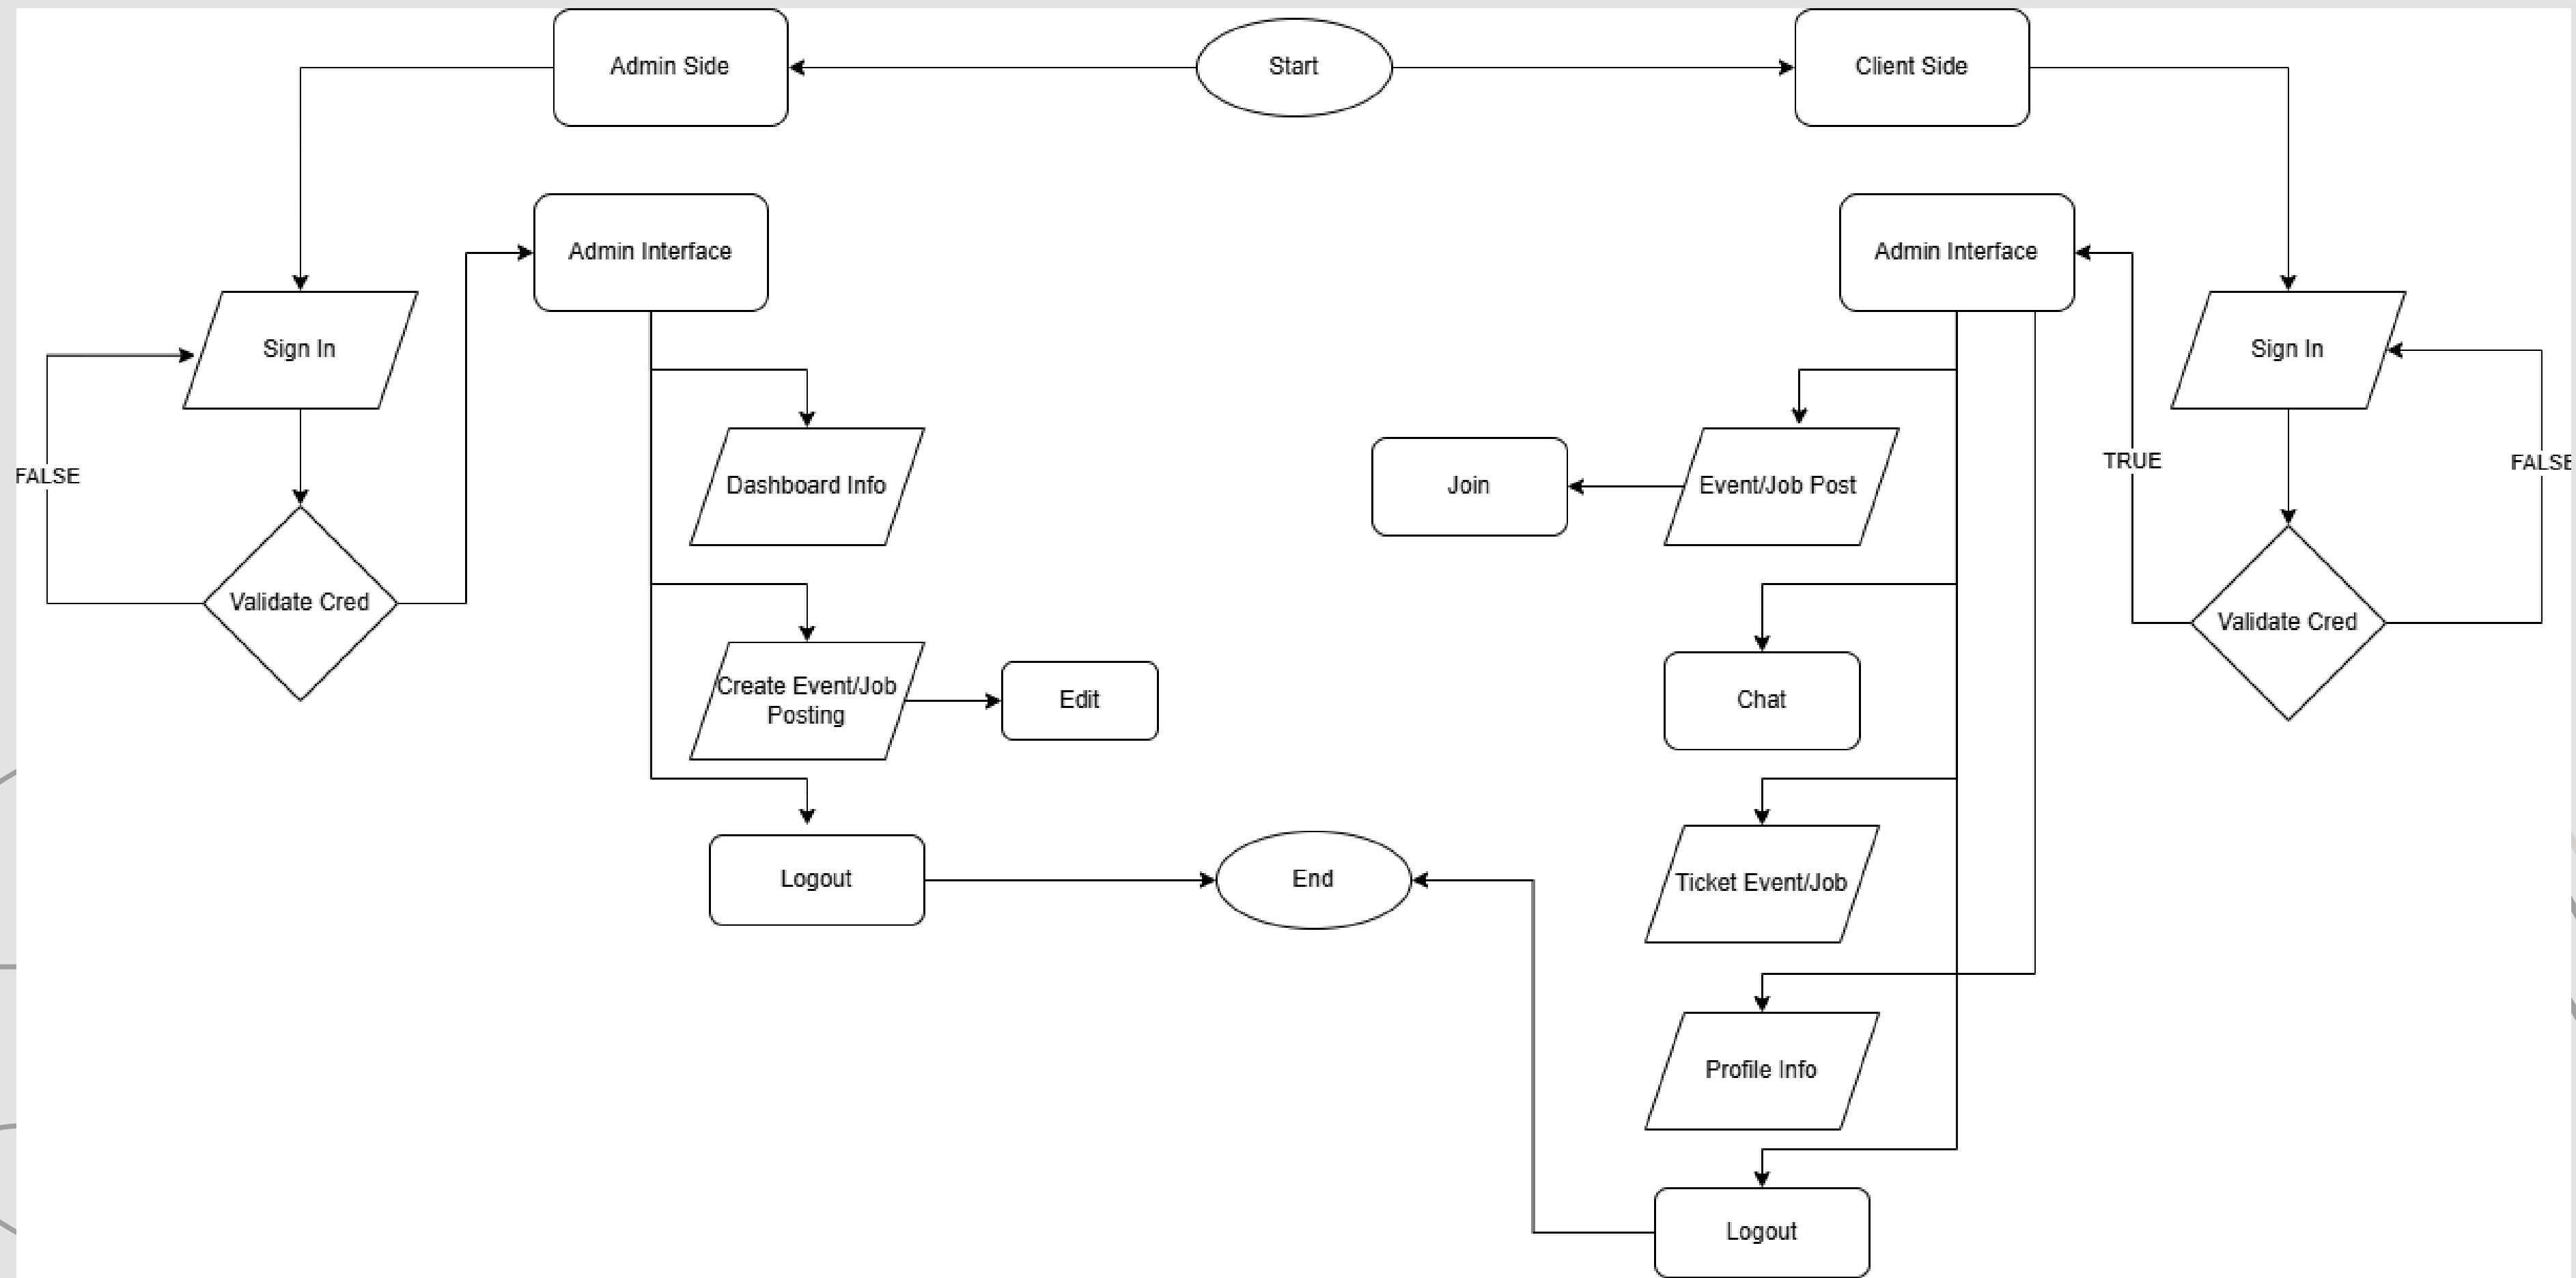 Admin Side
Start
Client Side
Admin Interface
Admin Interface
Sign In
Sign In
FALSE
Dashboard Info
Join
Event/Job Post
TRUE
FALSE
Validate Cred
Validate Cred
Create Event/Job
Posting
Edit
Chat
Logout
End
Ticket Event/Job
Profile Info
Logout